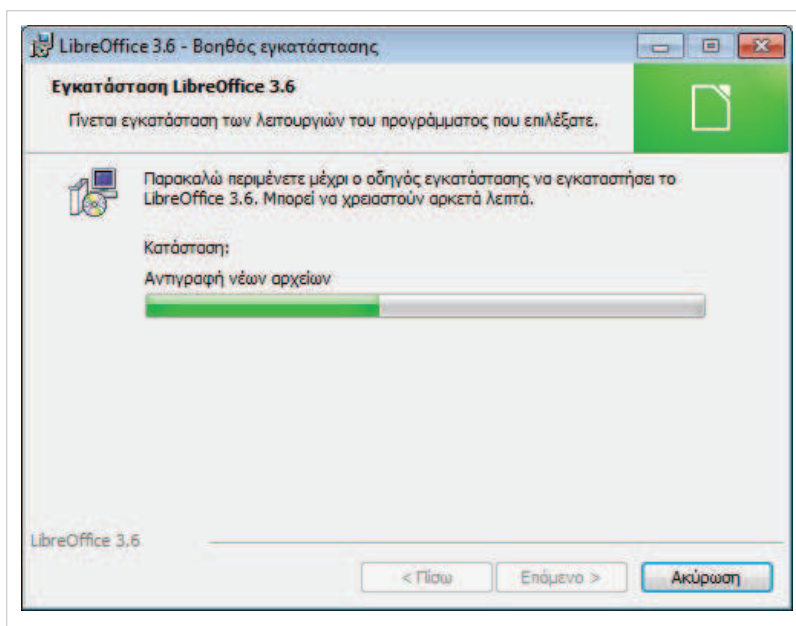 LibreOffice 3.6 - Βοηθός εγκατάστασης
Εγκατάσταση LibreOffice 3.6
Γίνεται εγκατάσταση των λειτουργιών του προγράμματος που επιλέξατε.
Παρακαλώ περιμένετε μέχρι ο οδηγός εγκατάστασης να εγκαταστήσει το
LibreOffice 3.6. Μπορεί να χρειαστούν αρκετά λεπτά.
Κατάσταση:
Αντιγραφή νέων αρχείων
LibreOffice 3.6
< Πίσω Επόμενο > Ακύρωση